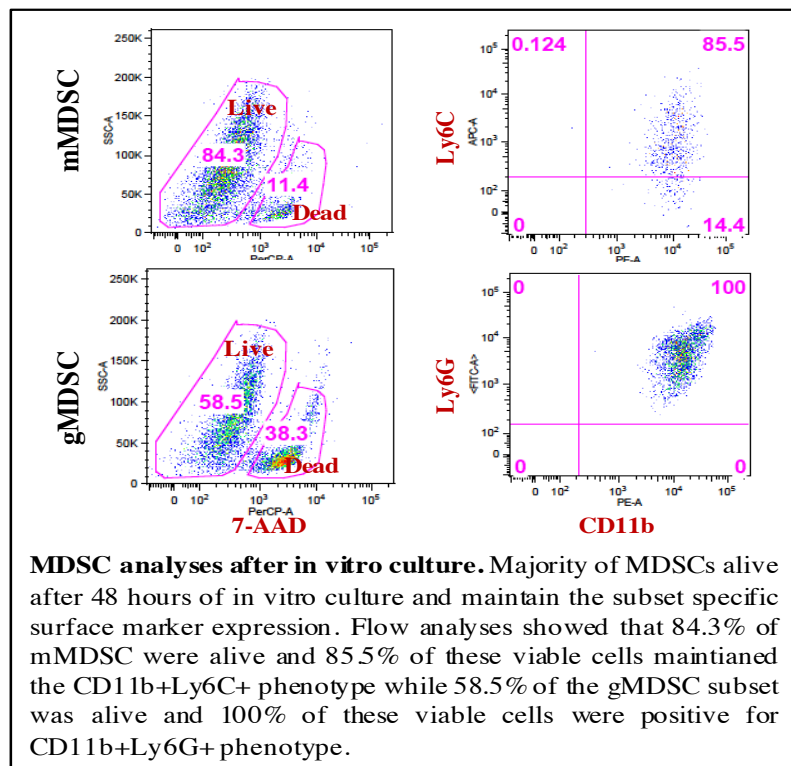 mMDSC
250K
200K
150K
100K
50K
0
SSC-A
Live
84.3
11.4
Dead
0 10² 10³ 10⁴ 10⁵
PerCP-A
Ly6C
APC-A
10⁵
10⁴
10³
10²
0
0.124 85.5
0 14.4
0 10² 10³ 10⁴ 10⁵
PE-A
gMDSC
250K
200K
150K
100K
50K
0
SSC-A
Live
58.5
38.3
Dead
0 10² 10³ 10⁴ 10⁵
PerCP-A
7-AAD
Ly6G
<FITC-A>
10⁵
10⁴
10³
10²
0
0 100
0 0
0 10² 10³ 10⁴ 10⁵
PE-A
CD11b
MDSC analyses after in vitro culture. Majority of MDSCs alive
after 48 hours of in vitro culture and maintain the subset specific
surface marker expression. Flow analyses showed that 84.3% of
mMDSC were alive and 85.5% of these viable cells maintianed
the CD11b+Ly6C+ phenotype while 58.5% of the gMDSC subset
was alive and 100% of these viable cells were positive for
CD11b+Ly6G+ phenotype.